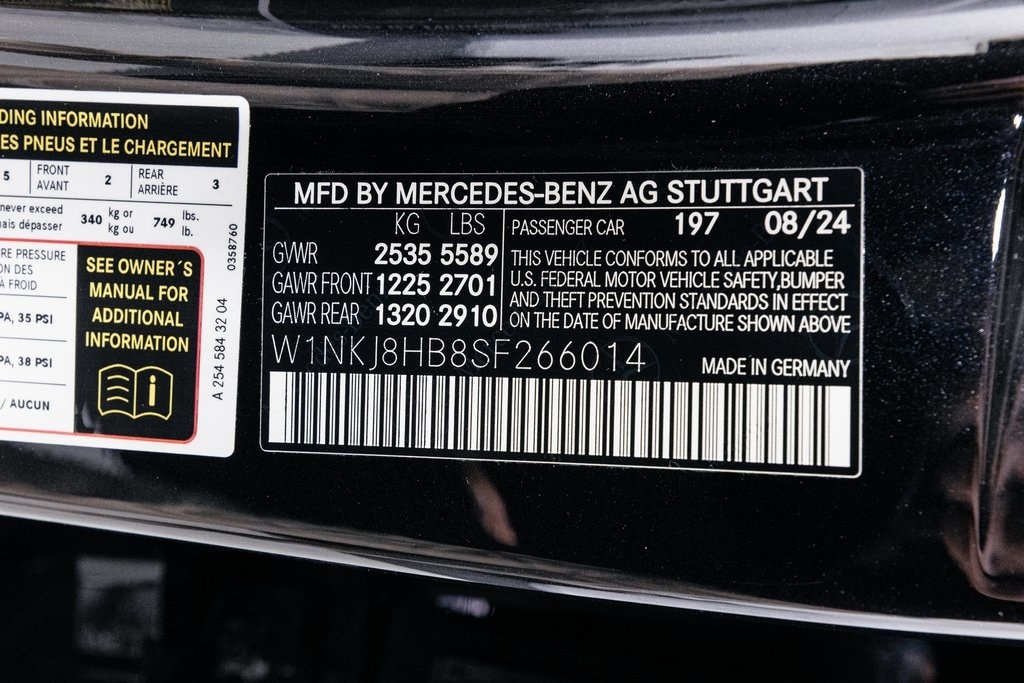 DING INFORMATION
ES PNEUS ET LE CHARGEMENT
5 FRONT AVANT 2 REAR ARRIÈRE 3
never exceed 340 kg or 749 lbs.
ais dépasser kg ou lb.
RE PRESSURE
ON DES
À FROID
PA, 35 PSI
PA, 38 PSI
/ AUCUN
SEE OWNER´S
MANUAL FOR
ADDITIONAL
INFORMATION
A 254 584 32 04
0358760
MFD BY MERCEDES-BENZ AG STUTTGART
KG LBS
GVWR 2535 5589
GAWR FRONT 1225 2701
GAWR REAR 1320 2910
PASSENGER CAR 197 08/24
THIS VEHICLE CONFORMS TO ALL APPLICABLE
U.S. FEDERAL MOTOR VEHICLE SAFETY,BUMPER
AND THEFT PREVENTION STANDARDS IN EFFECT
ON THE DATE OF MANUFACTURE SHOWN ABOVE
W1NKJ8HB8SF266014
MADE IN GERMANY